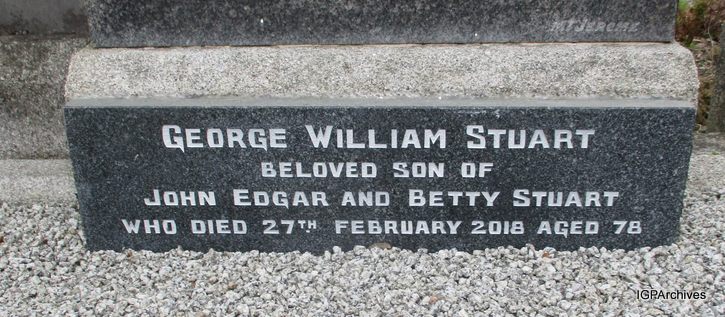 GEORGE WILLIAM STUART
BELOVED SON OF
JOHN EDGAR AND BETTY STUART
WHO DIED 27TH FEBRUARY 2018 AGED 78
IGPArchives